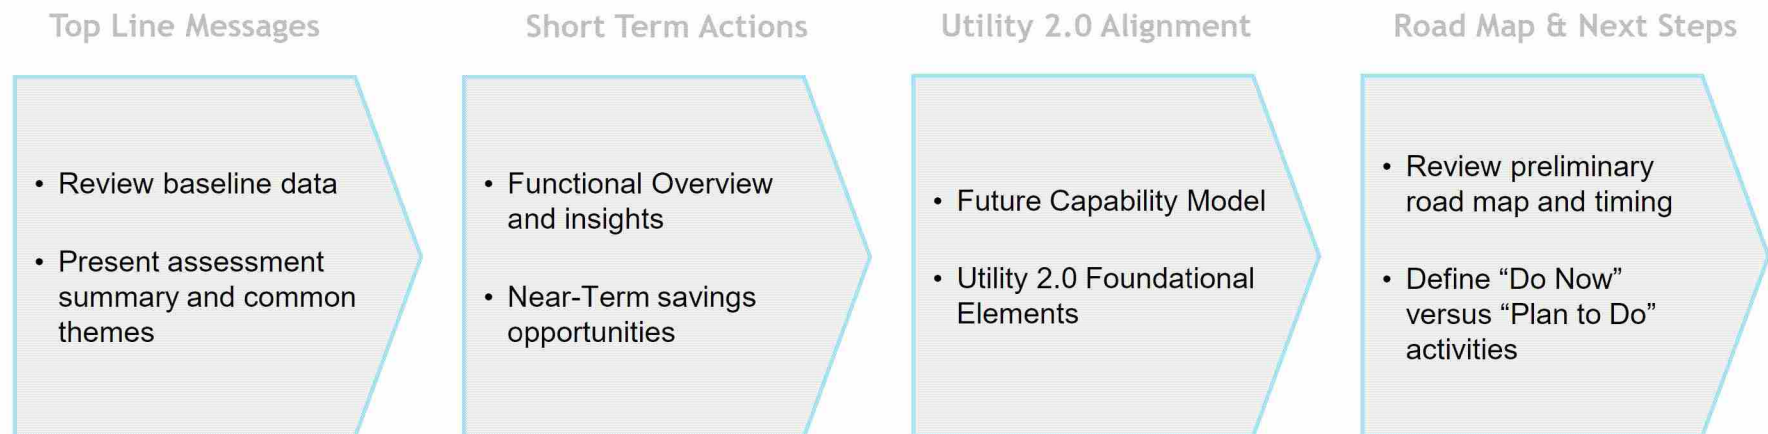 Top Line Messages
• Review baseline data
• Present assessment
summary and common
themes
Short Term Actions
• Functional Overview
and insights
• Near-Term savings
opportunities
Utility 2.0 Alignment
• Future Capability Model
• Utility 2.0 Foundational
Elements
Road Map & Next Steps
• Review preliminary
road map and timing
• Define “Do Now”
versus “Plan to Do”
activities